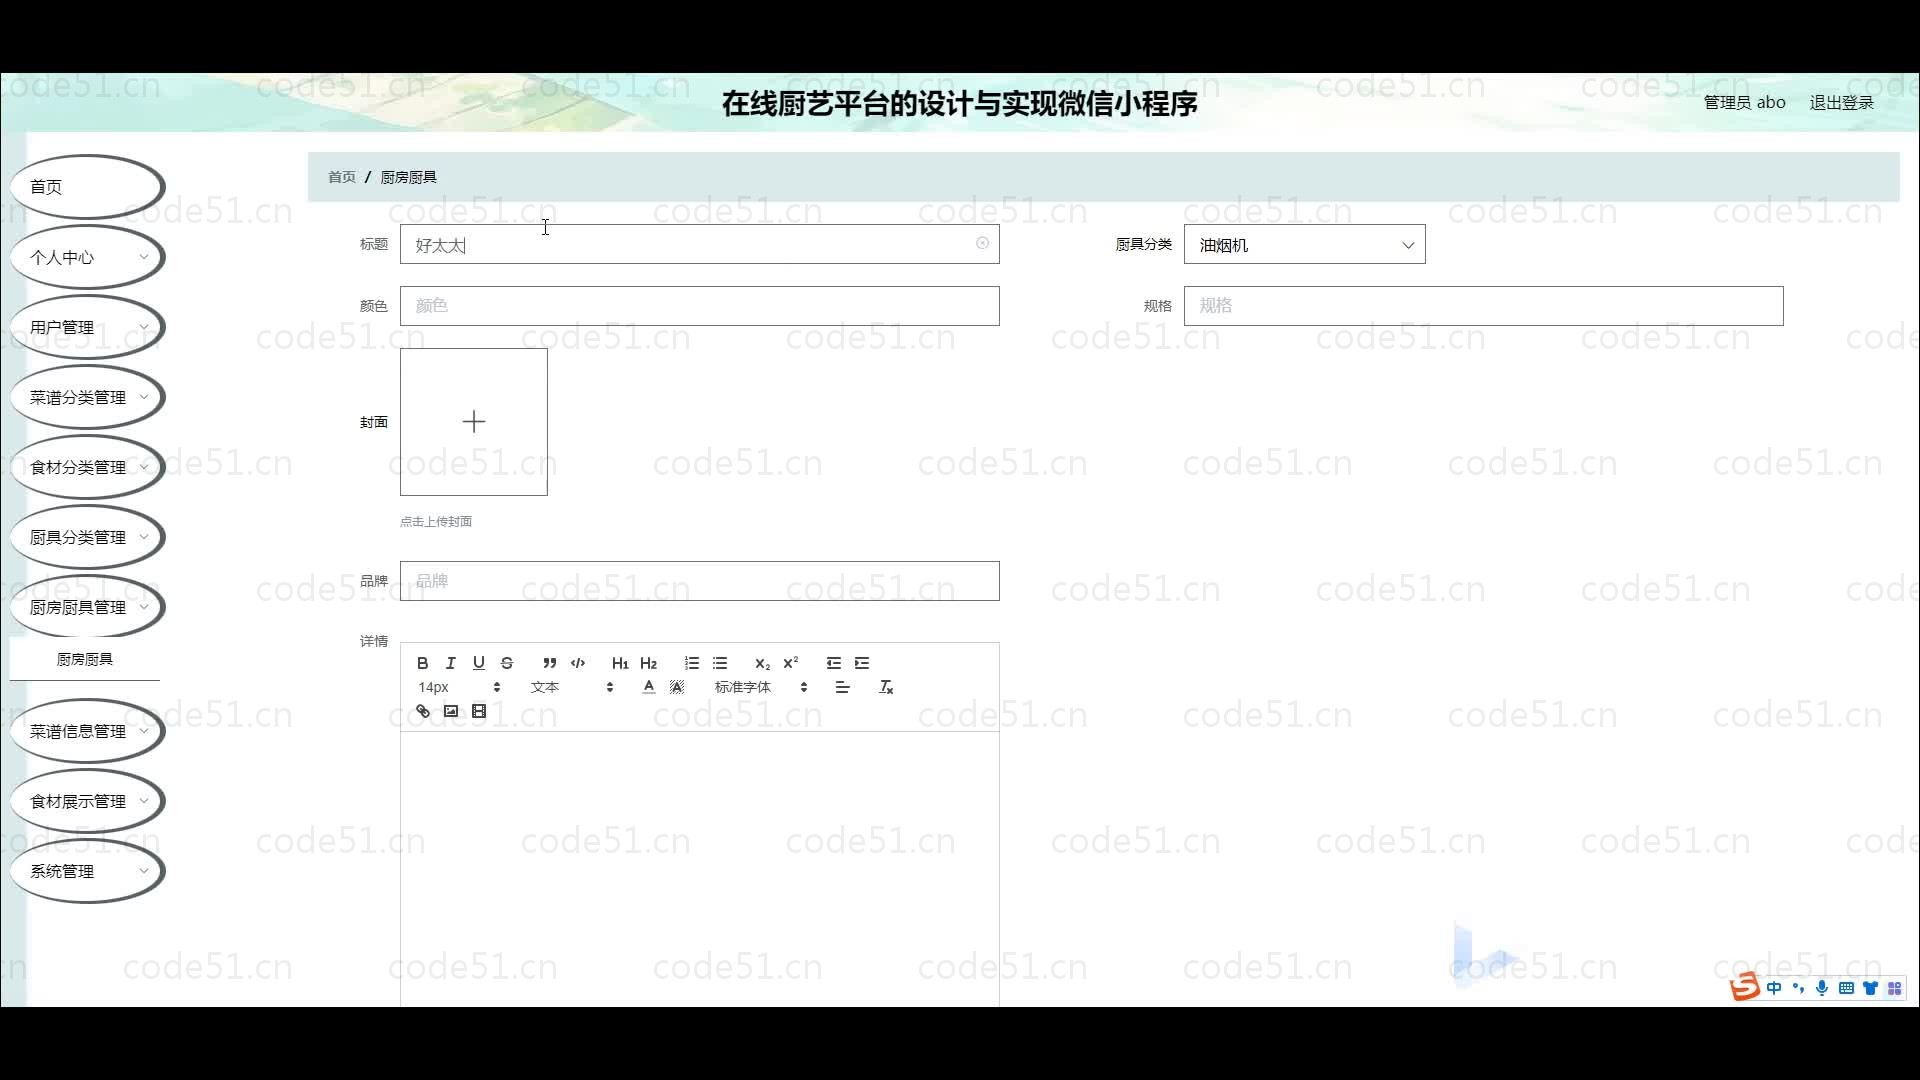 在线厨艺平台的设计与实现微信小程序
管理员 abo
退出登录
首页
个人中心
用户管理
菜谱分类管理
食材分类管理
厨具分类管理
厨房厨具管理
厨房厨具
菜谱信息管理
食材展示管理
系统管理
首页 / 厨房厨具
标题 好太太
厨具分类 油烟机
颜色 颜色
规格 规格
封面
点击上传封面
品牌 品牌
详情
B I U S H1 H2 X₂ X²
14px 文本 A A 标准字体 Tx
中
code51.cn